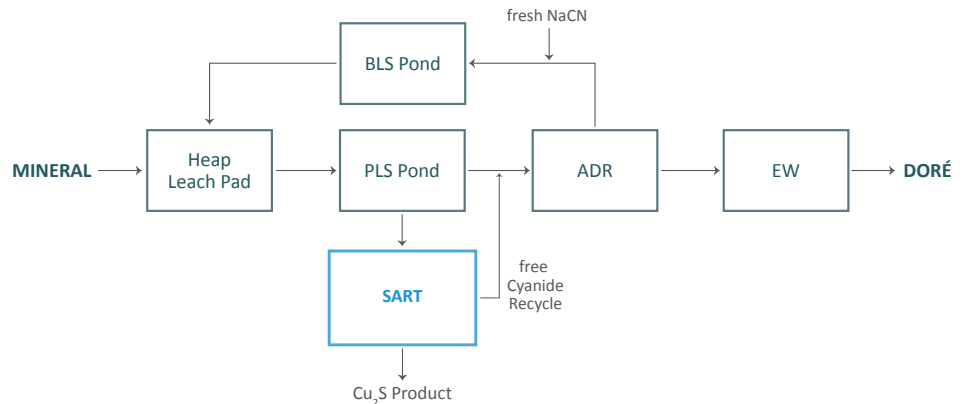 fresh NaCN
BLS Pond
MINERAL
Heap
Leach Pad
PLS Pond
ADR
EW
DORÉ
SART
free
Cyanide
Recycle
Cu₂S Product